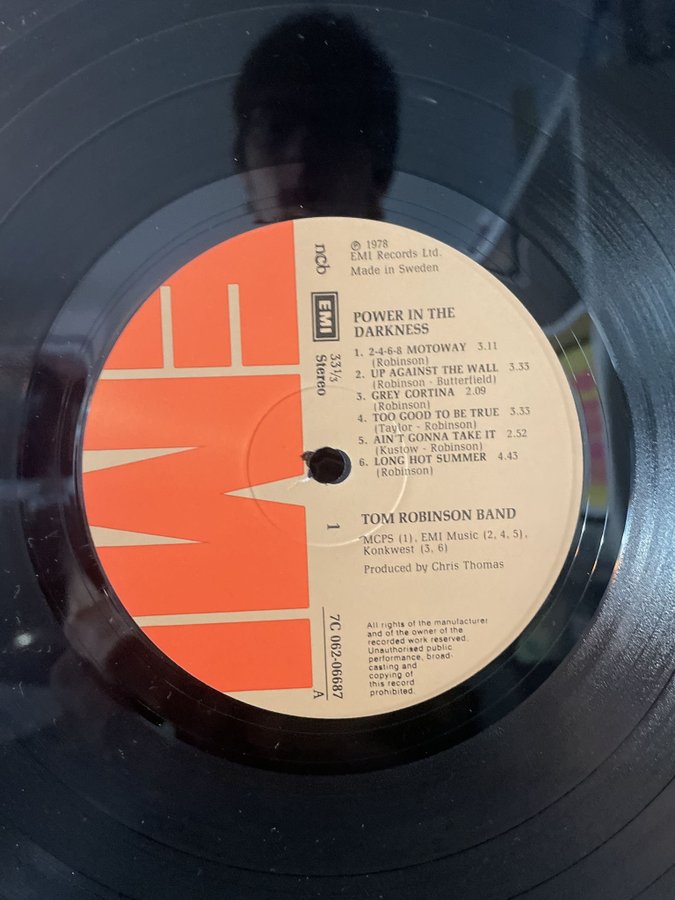 ℗ 1978
EMI Records Ltd.
Made in Sweden
ncb
EMI
33 1/3
Stereo
POWER IN THE
DARKNESS
1. 2-4-6-8 MOTOWAY 3.11
(Robinson)
2. UP AGAINST THE WALL 3.33
(Robinson - Butterfield)
3. GREY CORTINA 2.09
(Robinson)
4. TOO GOOD TO BE TRUE 3.33
(Taylor - Robinson)
5. AIN'T GONNA TAKE IT 2.52
(Kustow - Robinson)
6. LONG HOT SUMMER 4.43
(Robinson)
1
TOM ROBINSON BAND
MCPS (1), EMI Music (2, 4, 5),
Konkwest (3, 6)
Produced by Chris Thomas
7C 062-06687
A
All rights of the manufacturer
and of the owner of the
recorded work reserved.
Unauthorised public
performance, broad-
casting and
copying of
this record
prohibited.
EMI